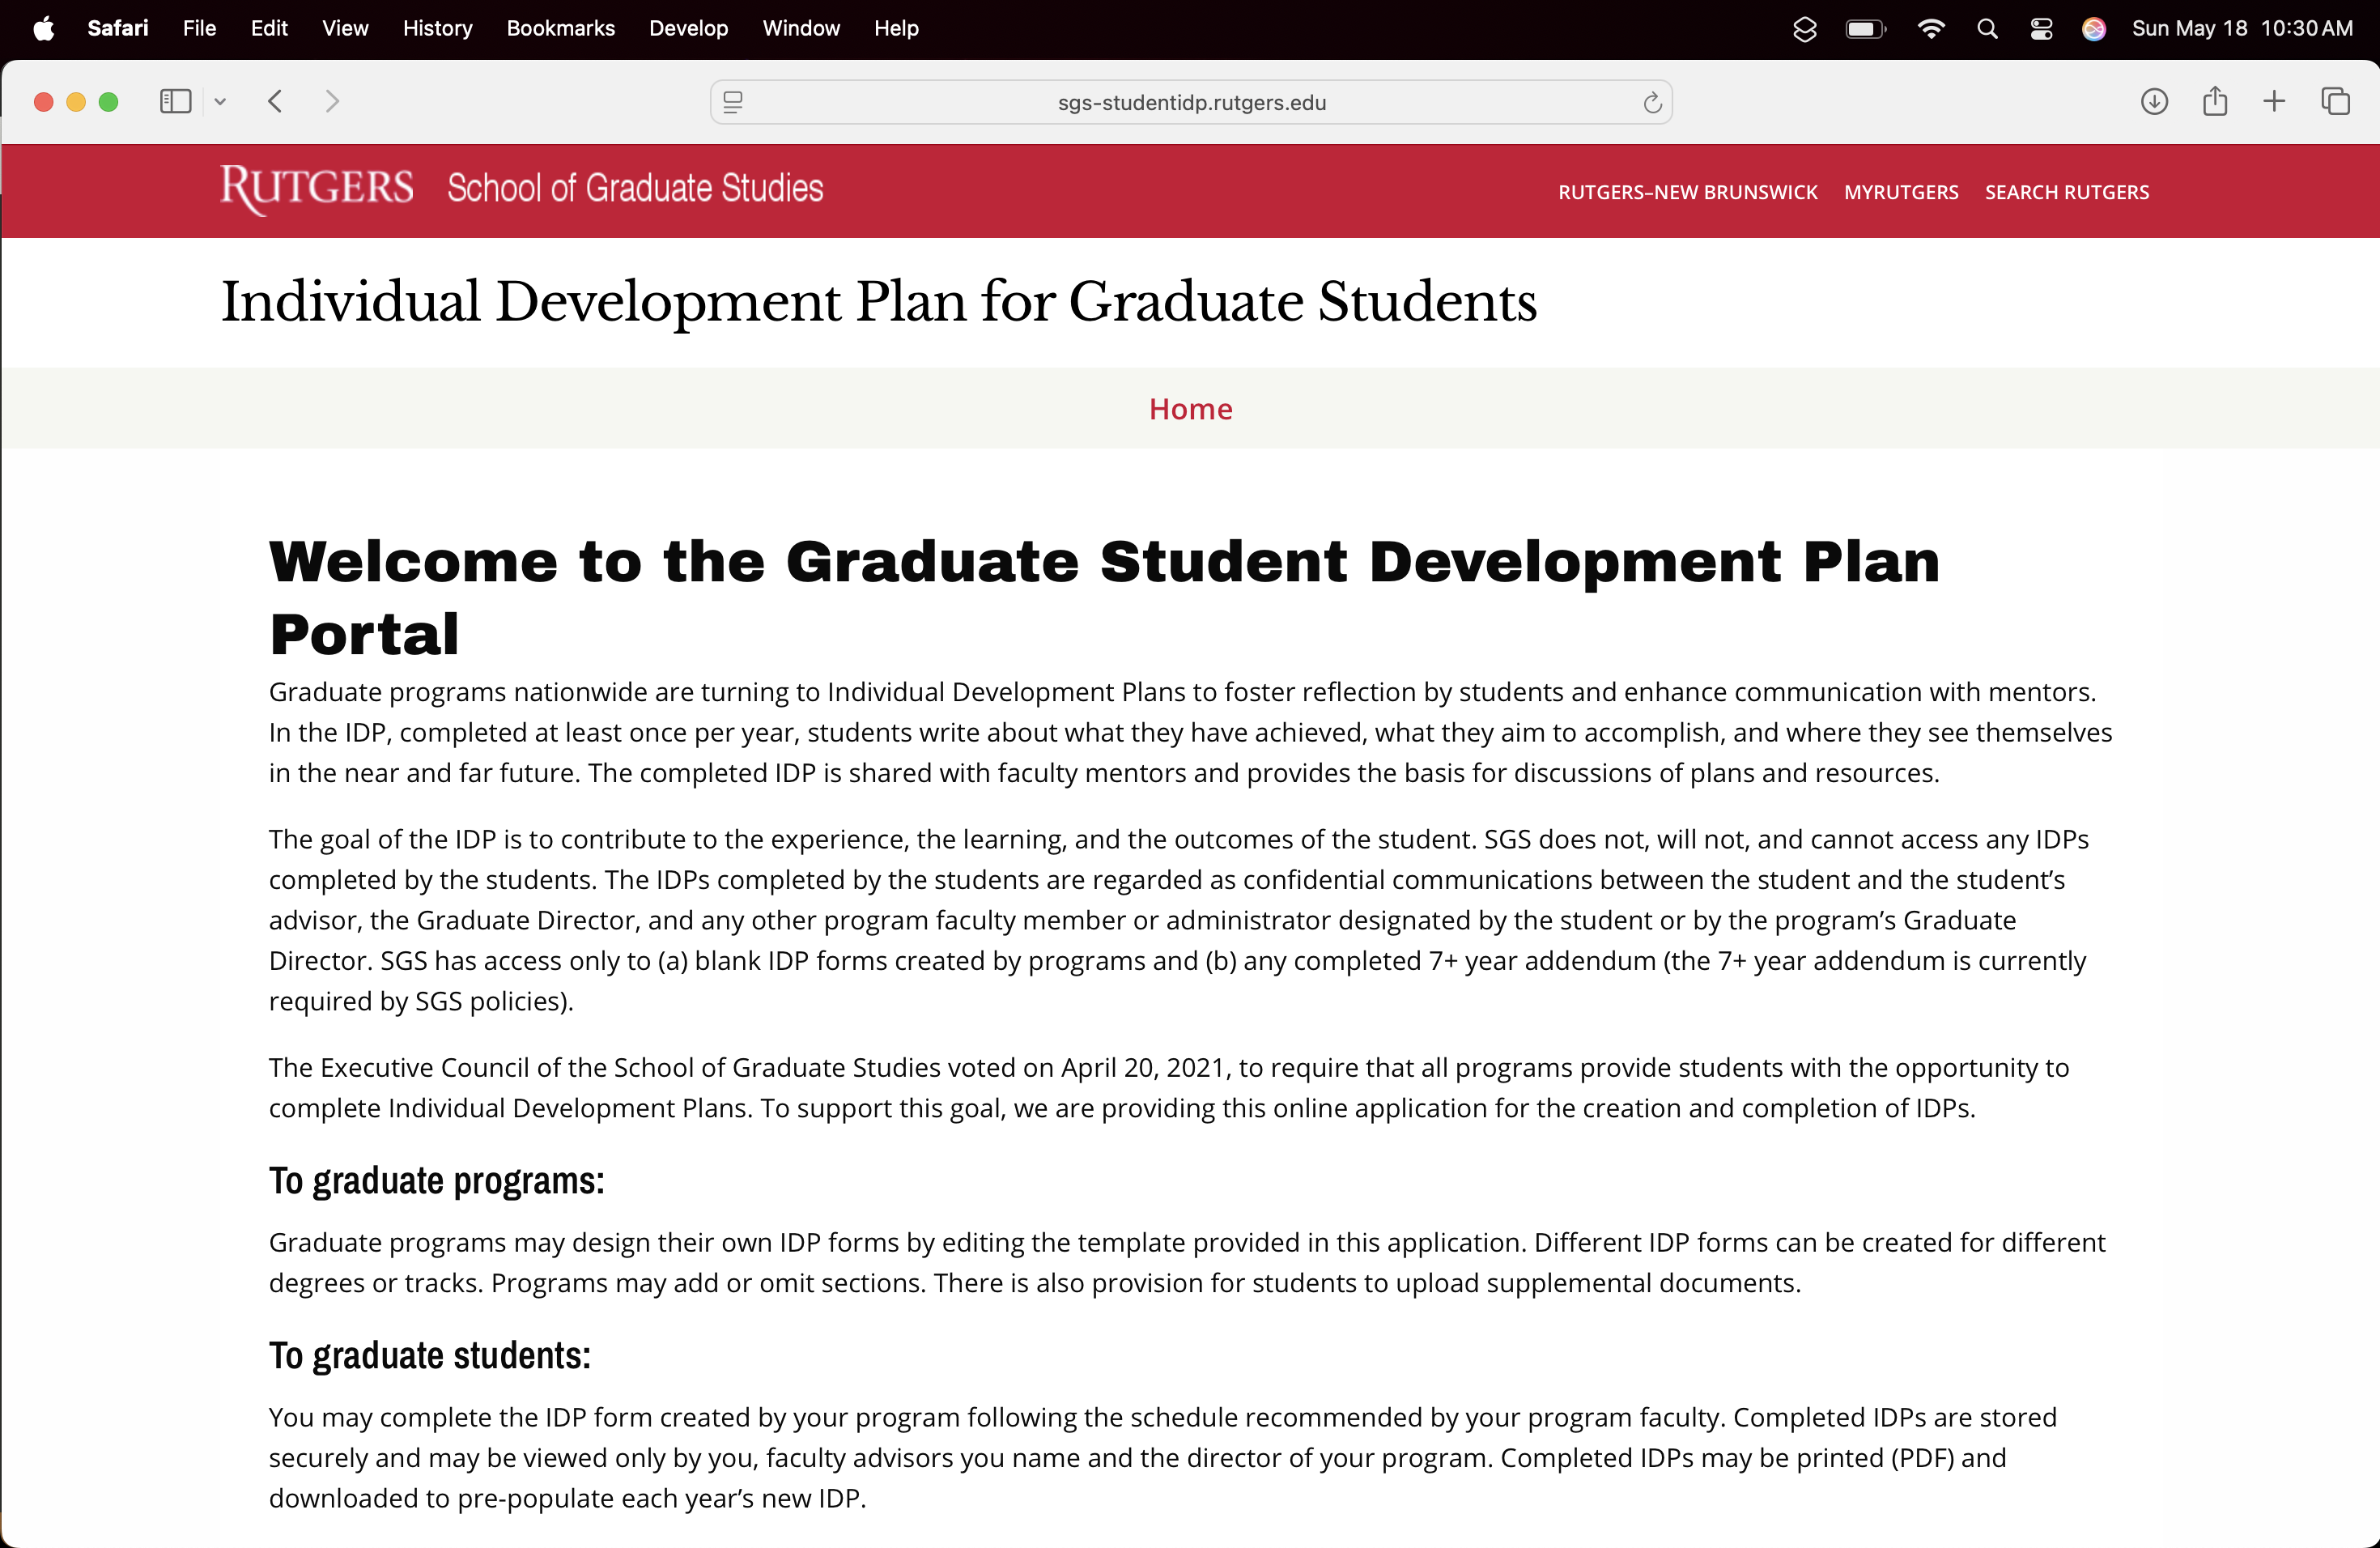 Safari File Edit View History Bookmarks Develop Window Help Sun May 18 10:30 AM
sgs-studentidp.rutgers.edu
RUTGERS School of Graduate Studies RUTGERS–NEW BRUNSWICK MYRUTGERS SEARCH RUTGERS
Individual Development Plan for Graduate Students
Home
Welcome to the Graduate Student Development Plan
Portal
Graduate programs nationwide are turning to Individual Development Plans to foster reflection by students and enhance communication with mentors.
In the IDP, completed at least once per year, students write about what they have achieved, what they aim to accomplish, and where they see themselves
in the near and far future. The completed IDP is shared with faculty mentors and provides the basis for discussions of plans and resources.
The goal of the IDP is to contribute to the experience, the learning, and the outcomes of the student. SGS does not, will not, and cannot access any IDPs
completed by the students. The IDPs completed by the students are regarded as confidential communications between the student and the student’s
advisor, the Graduate Director, and any other program faculty member or administrator designated by the student or by the program’s Graduate
Director. SGS has access only to (a) blank IDP forms created by programs and (b) any completed 7+ year addendum (the 7+ year addendum is currently
required by SGS policies).
The Executive Council of the School of Graduate Studies voted on April 20, 2021, to require that all programs provide students with the opportunity to
complete Individual Development Plans. To support this goal, we are providing this online application for the creation and completion of IDPs.
To graduate programs:
Graduate programs may design their own IDP forms by editing the template provided in this application. Different IDP forms can be created for different
degrees or tracks. Programs may add or omit sections. There is also provision for students to upload supplemental documents.
To graduate students:
You may complete the IDP form created by your program following the schedule recommended by your program faculty. Completed IDPs are stored
securely and may be viewed only by you, faculty advisors you name and the director of your program. Completed IDPs may be printed (PDF) and
downloaded to pre-populate each year’s new IDP.